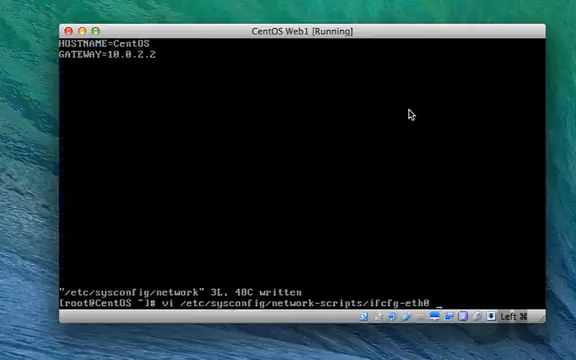 CentOS Web1 [Running]
HOSTNAME=CentOS
GATEWAY=10.0.2.2
"/etc/sysconfig/network" 3L, 48C written
[root@CentOS ~]# vi /etc/sysconfig/network-scripts/ifcfg-eth0 _
Left ⌘